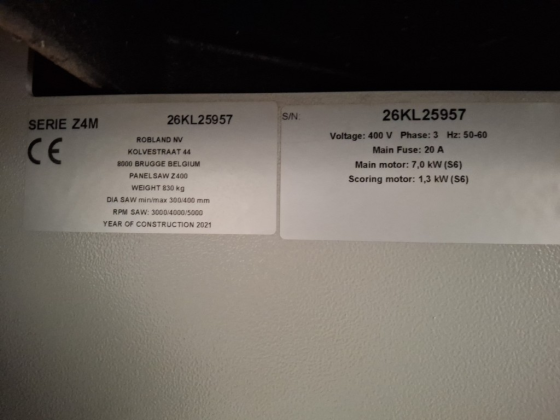 SERIE Z4M 26KL25957
CE
ROBLAND NV
KOLVESTRAAT 44
8000 BRUGGE BELGIUM
PANELSAW Z400
WEIGHT 830 kg
DIA SAW min/max 300/400 mm
RPM SAW: 3000/4000/5000
YEAR OF CONSTRUCTION 2021
S/N: 26KL25957
Voltage: 400 V Phase: 3 Hz: 50-60
Main Fuse: 20 A
Main motor: 7,0 kW (S6)
Scoring motor: 1,3 kW (S6)